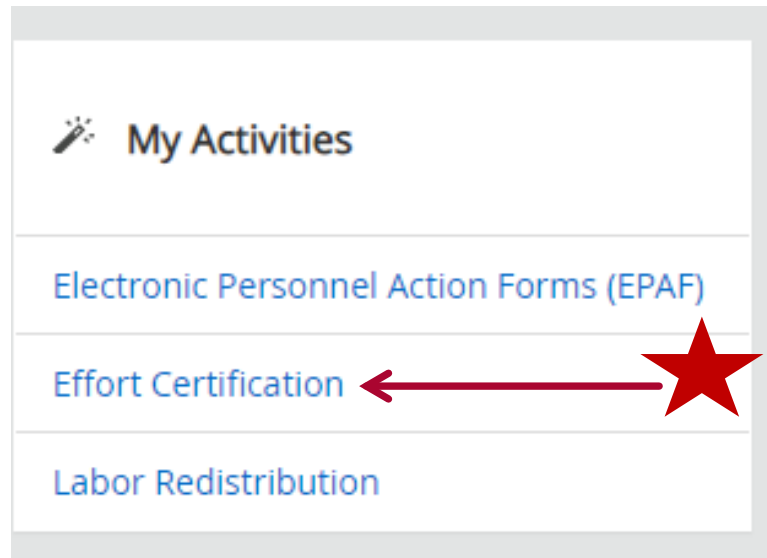 My Activities
Electronic Personnel Action Forms (EPAF)
Effort Certification
Labor Redistribution